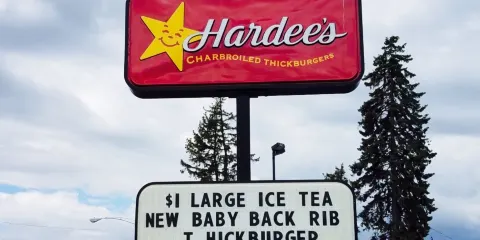 Hardee's
CHARBROILED THICKBURGERS
$1 LARGE ICE TEA
NEW BABY BACK RIB
T HICKBURGER